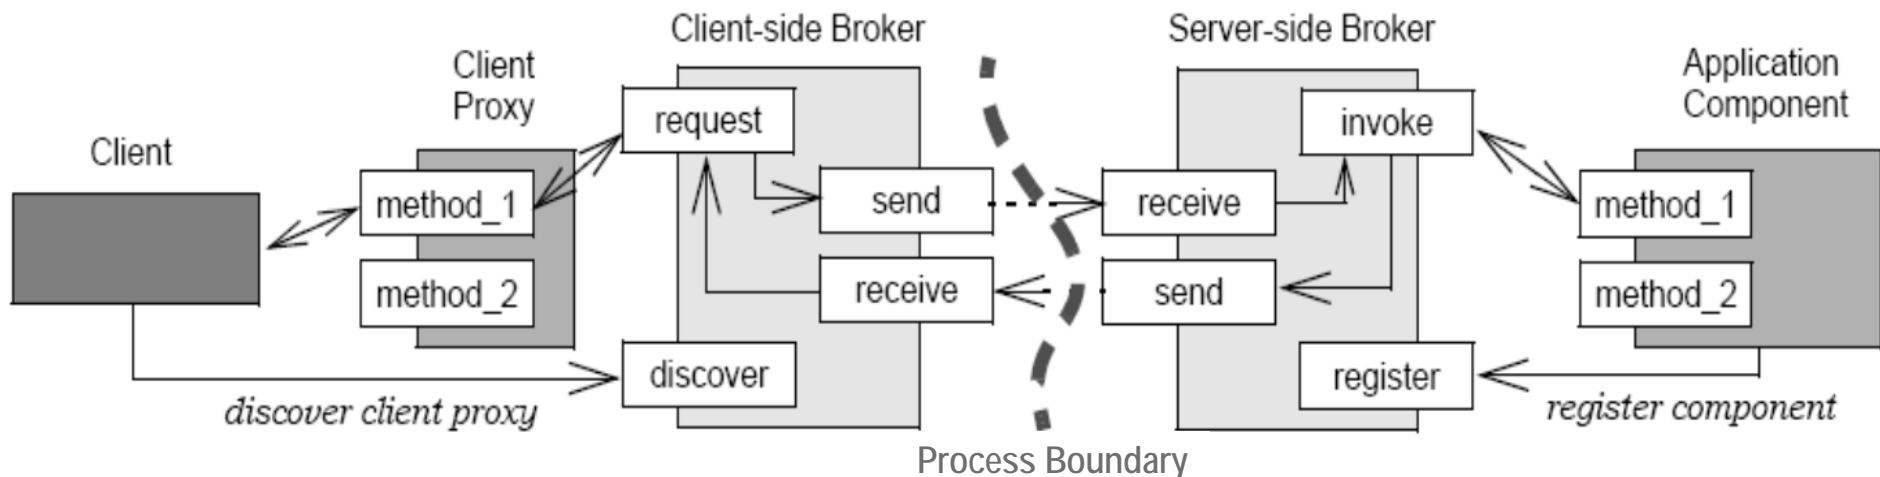 Client-side Broker
Server-side Broker
Client
Proxy
Application
Component
request
invoke
Client
method_1
send
receive
method_1
method_2
receive
send
method_2
discover
register
discover client proxy
register component
Process Boundary